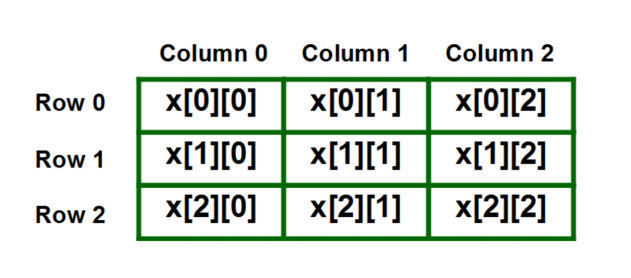 Column 0 Column 1 Column 2
Row 0 x[0][0] x[0][1] x[0][2]
Row 1 x[1][0] x[1][1] x[1][2]
Row 2 x[2][0] x[2][1] x[2][2]